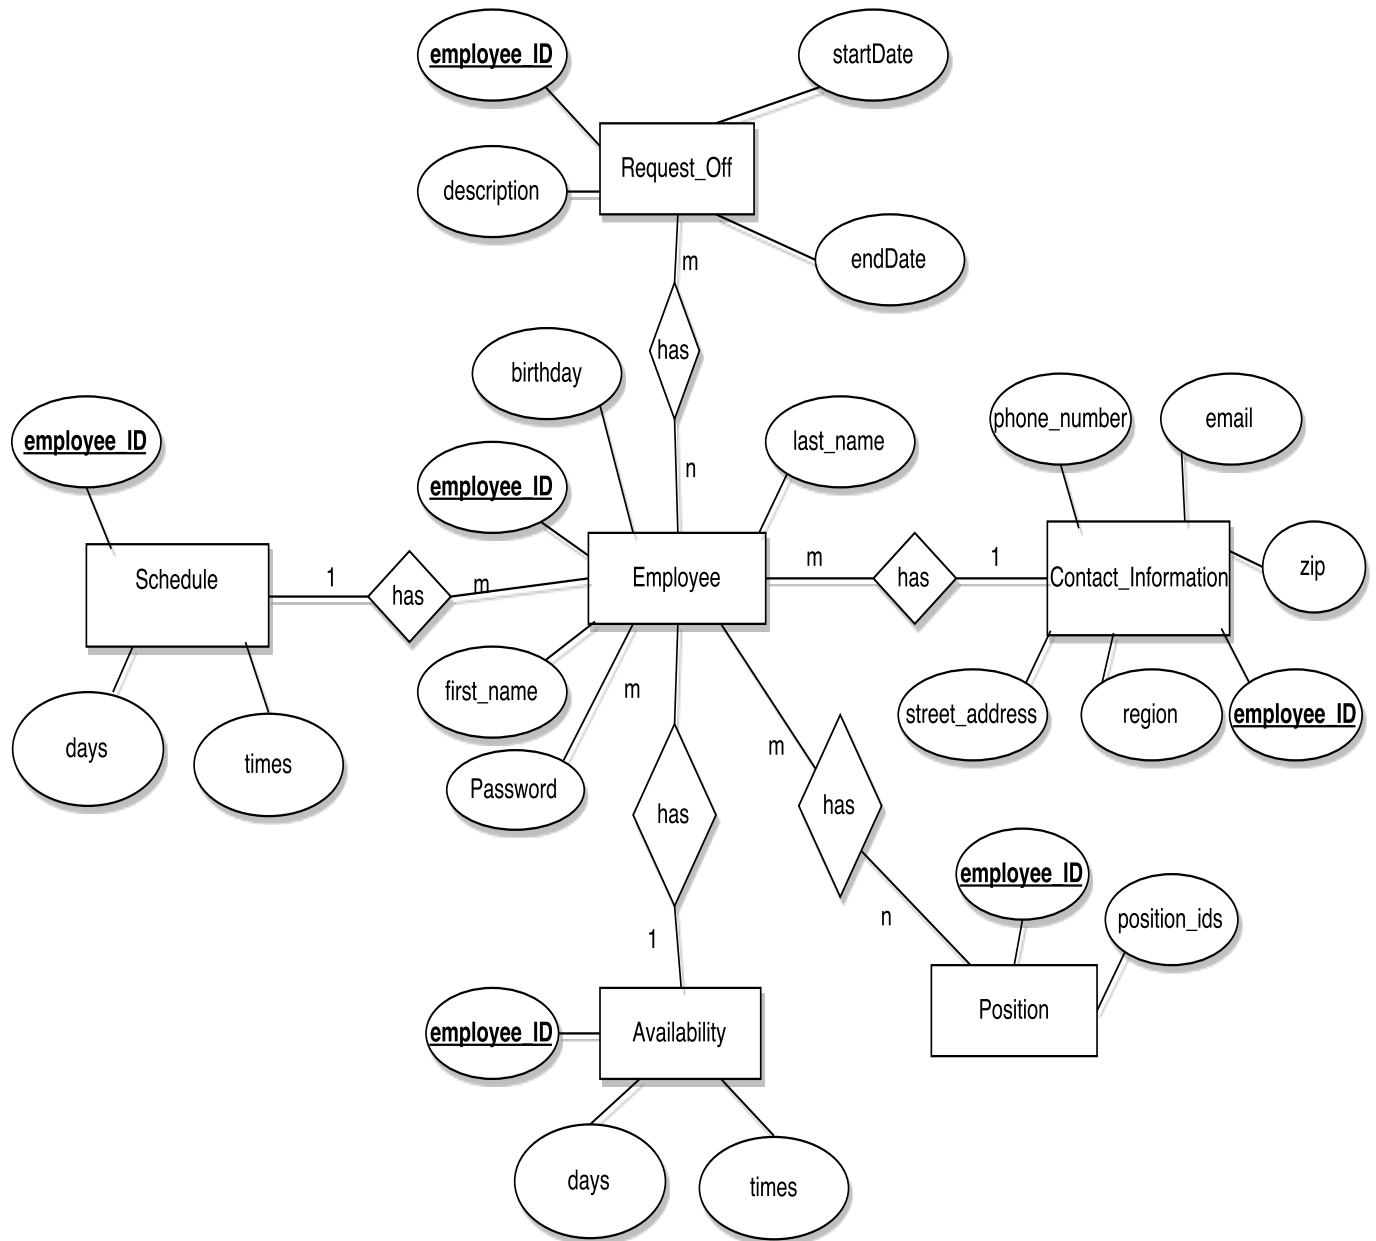 employee_ID
startDate
Request_Off
description
endDate
m
has
birthday
n
last_name
employee_ID
employee_ID
phone_number
email
Schedule
1
has
m
Employee
m
has
1
Contact_Information
zip
first_name
m
street_address
region
employee_ID
days
times
Password
m
has
has
employee_ID
position_ids
n
1
Position
employee_ID
Availability
days
times